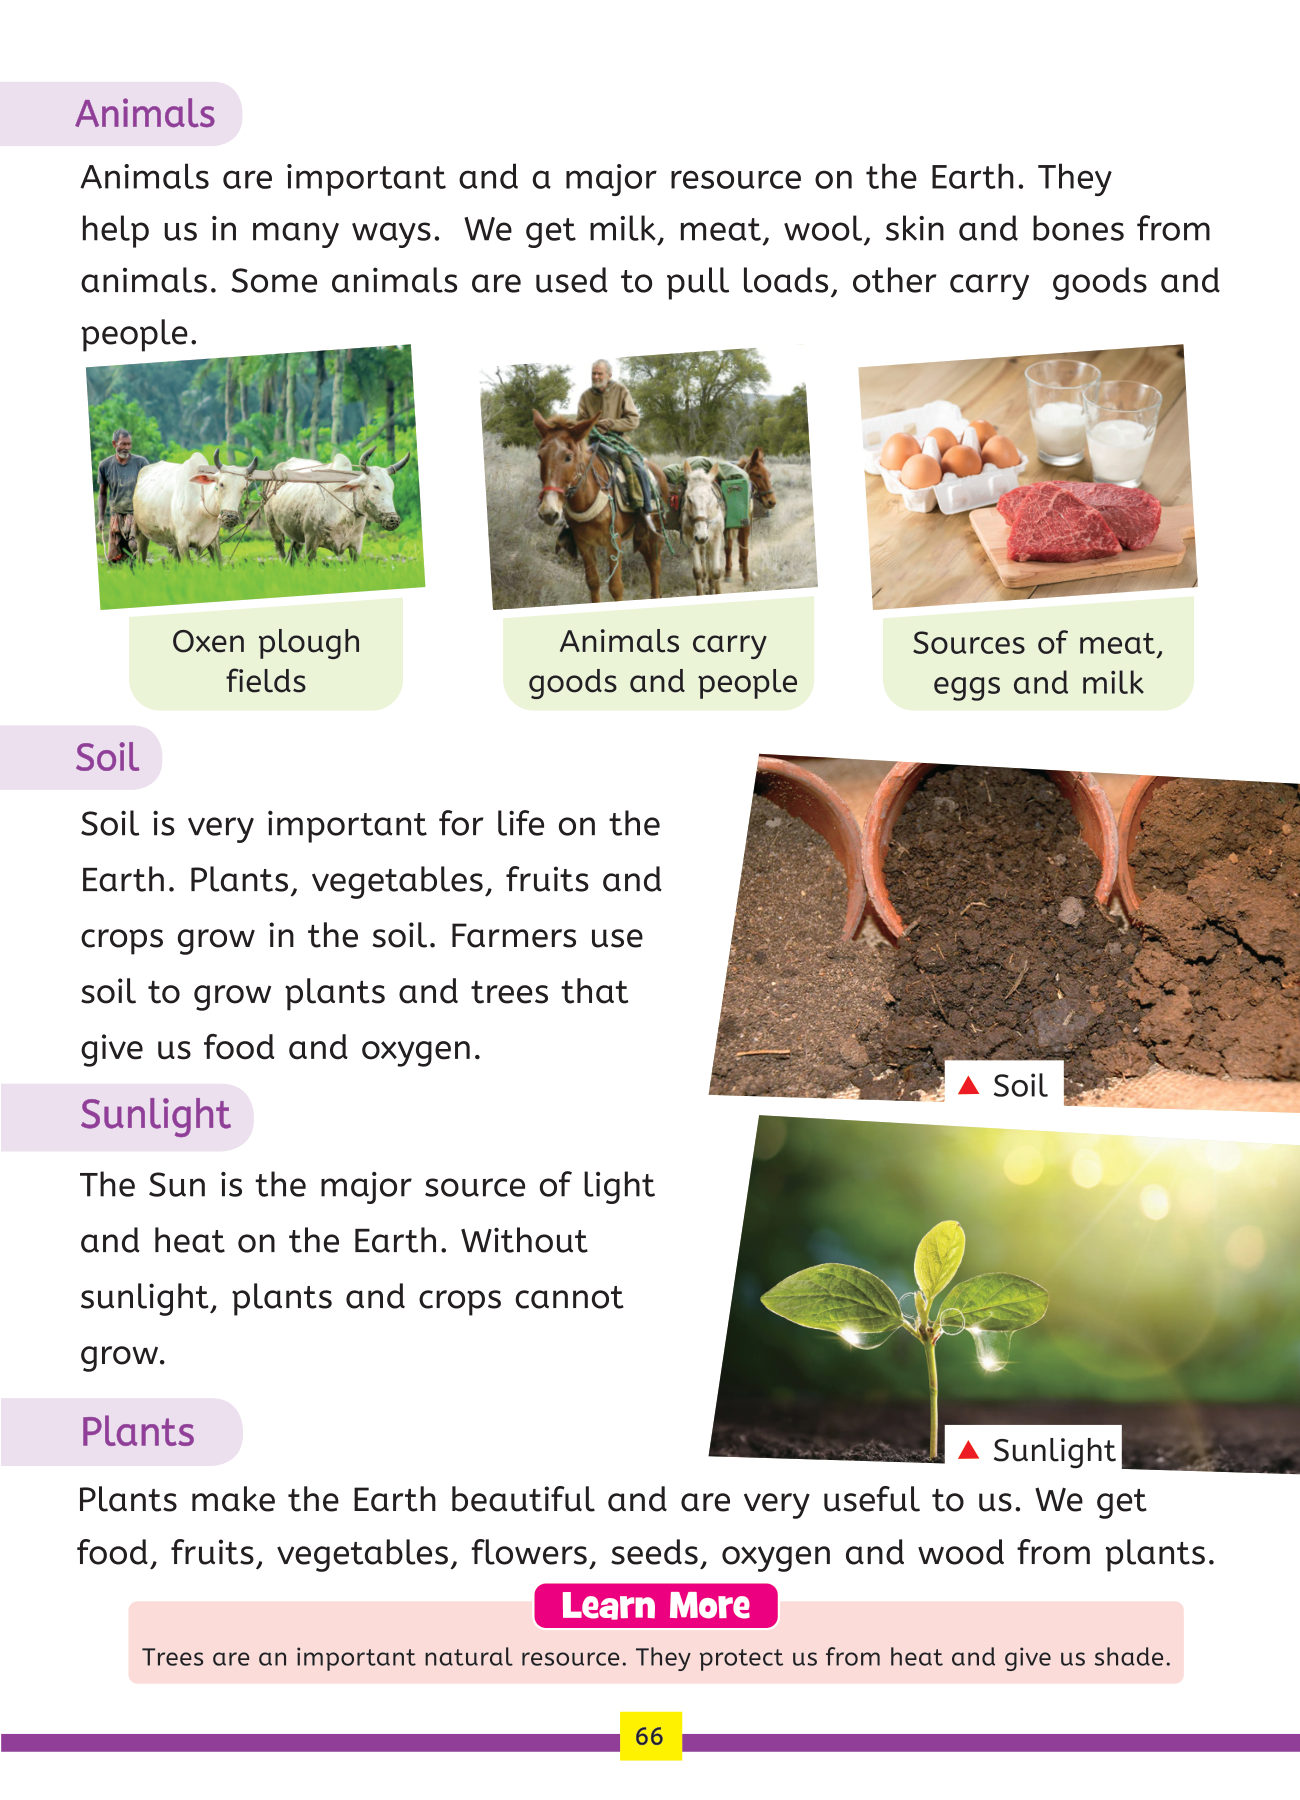 Animals
Animals are important and a major resource on the Earth. They
help us in many ways.  We get milk, meat, wool, skin and bones from
animals. Some animals are used to pull loads, other carry  goods and
people.
Oxen plough
fields
Animals carry
goods and people
Sources of meat,
eggs and milk
Soil
Soil is very important for life on the
Earth. Plants, vegetables, fruits and
crops grow in the soil. Farmers use
soil to grow plants and trees that
give us food and oxygen.
▲ Soil
Sunlight
The Sun is the major source of light
and heat on the Earth. Without
sunlight, plants and crops cannot
grow.
▲ Sunlight
Plants
Plants make the Earth beautiful and are very useful to us. We get
food, fruits, vegetables, flowers, seeds, oxygen and wood from plants.
Learn More
Trees are an important natural resource. They protect us from heat and give us shade.
66